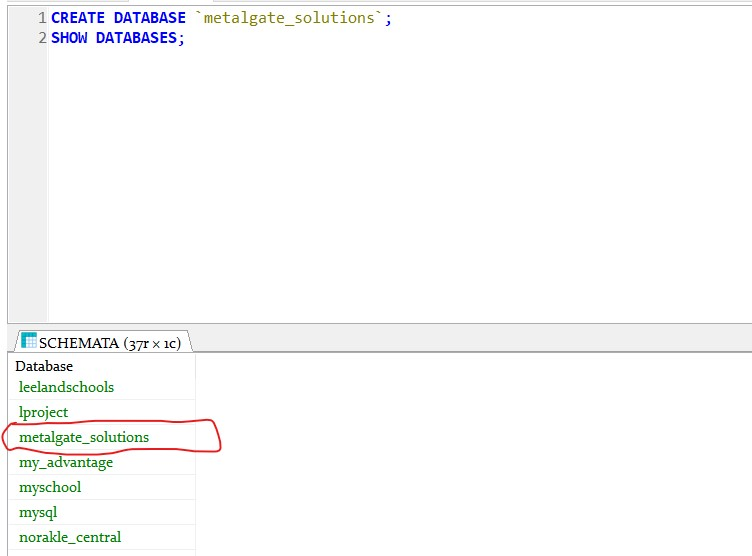 1 CREATE DATABASE `metalgate_solutions`;
2 SHOW DATABASES;
SCHEMATA (37r × 1c)
Database
leelandschools
lproject
metalgate_solutions
my_advantage
myschool
mysql
norakle_central